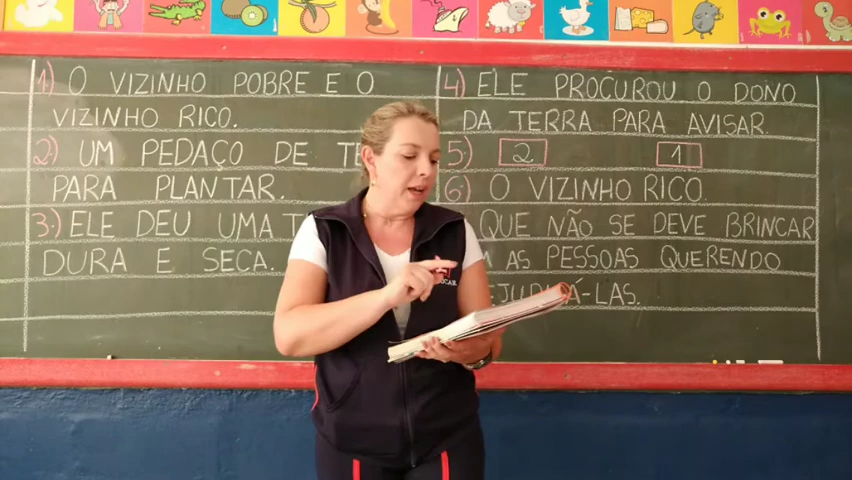 1) O VIZINHO POBRE E O
VIZINHO RICO.
2) UM PEDAÇO DE
PARA PLANTAR.
3) ELE DEU UMA
DURA E SECA.
4) ELE PROCUROU O DONO
DA TERRA PARA AVISAR.
5) 2 1
6) O VIZINHO RICO.
QUE NÃO SE DEVE BRINCAR
AS PESSOAS QUERENDO